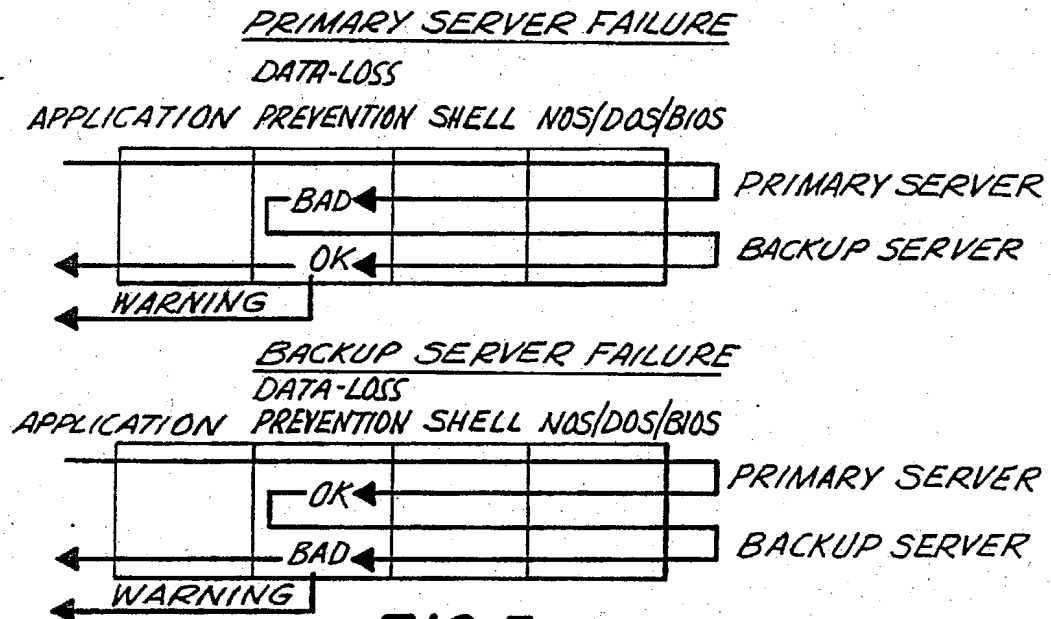 PRIMARY SERVER FAILURE
DATA-LOSS
APPLICATION PREVENTION SHELL NOS/DOS/BIOS
PRIMARY SERVER
BAD
BACKUP SERVER
OK
WARNING
BACKUP SERVER FAILURE
DATA-LOSS
APPLICATION PREVENTION SHELL NOS/DOS/BIOS
PRIMARY SERVER
OK
BACKUP SERVER
BAD
WARNING